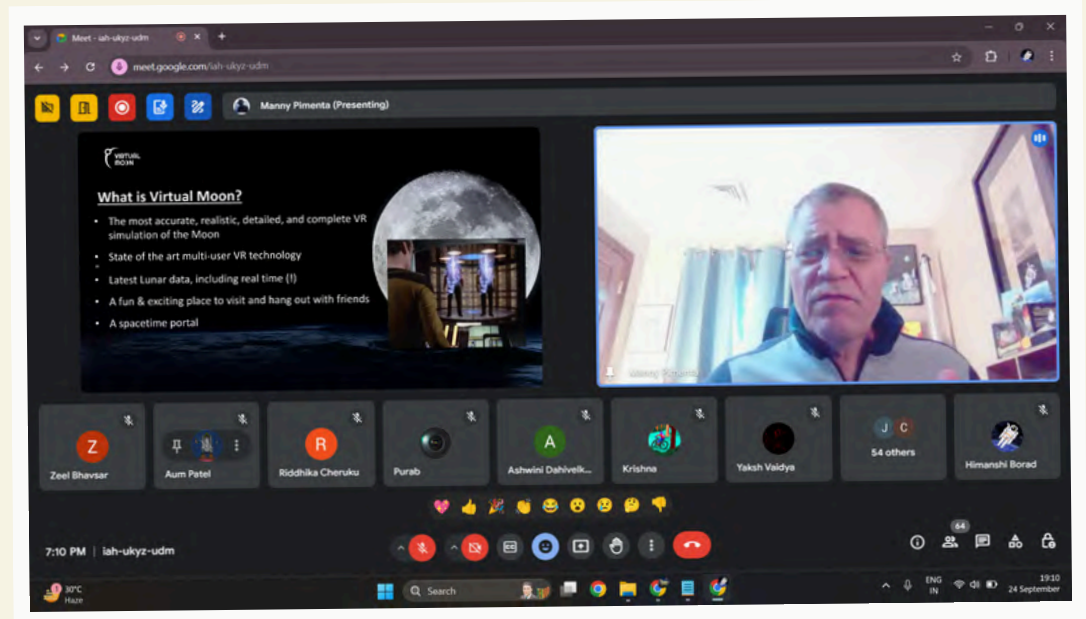 Meet - iah-ukyz-udm
meet.google.com/iah-ukyz-udm
Manny Pimenta (Presenting)
VIRTUAL
MOON
What is Virtual Moon?
• The most accurate, realistic, detailed, and complete VR
simulation of the Moon
• State of the art multi-user VR technology
• Latest Lunar data, including real time (!)
• A fun & exciting place to visit and hang out with friends
• A spacetime portal
Manny Pimenta
Z
R
A
J C
54 others
Zeel Bhavsar
Aum Patel
Riddhika Cheruku
Purab
Ashwini Dahivelk...
Krishna
Yaksh Vaidya
Himanshi Borad
7:10 PM | iah-ukyz-udm
64
30°C
Haze
Search
ENG
IN
19:10
24 September